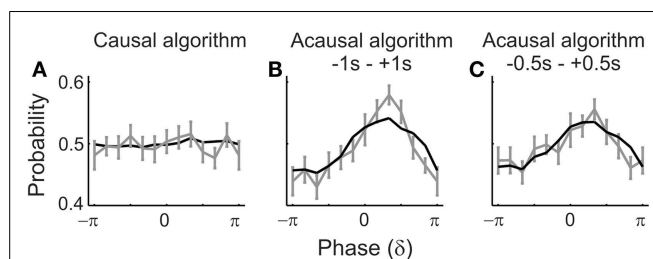 Causal algorithm
Acausal algorithm
-1s - +1s
Acausal algorithm
-0.5s - +0.5s
A
B
C
Probability
0.6
0.5
0.4
−π
0
π
−π
0
π
−π
0
π
Phase (δ)